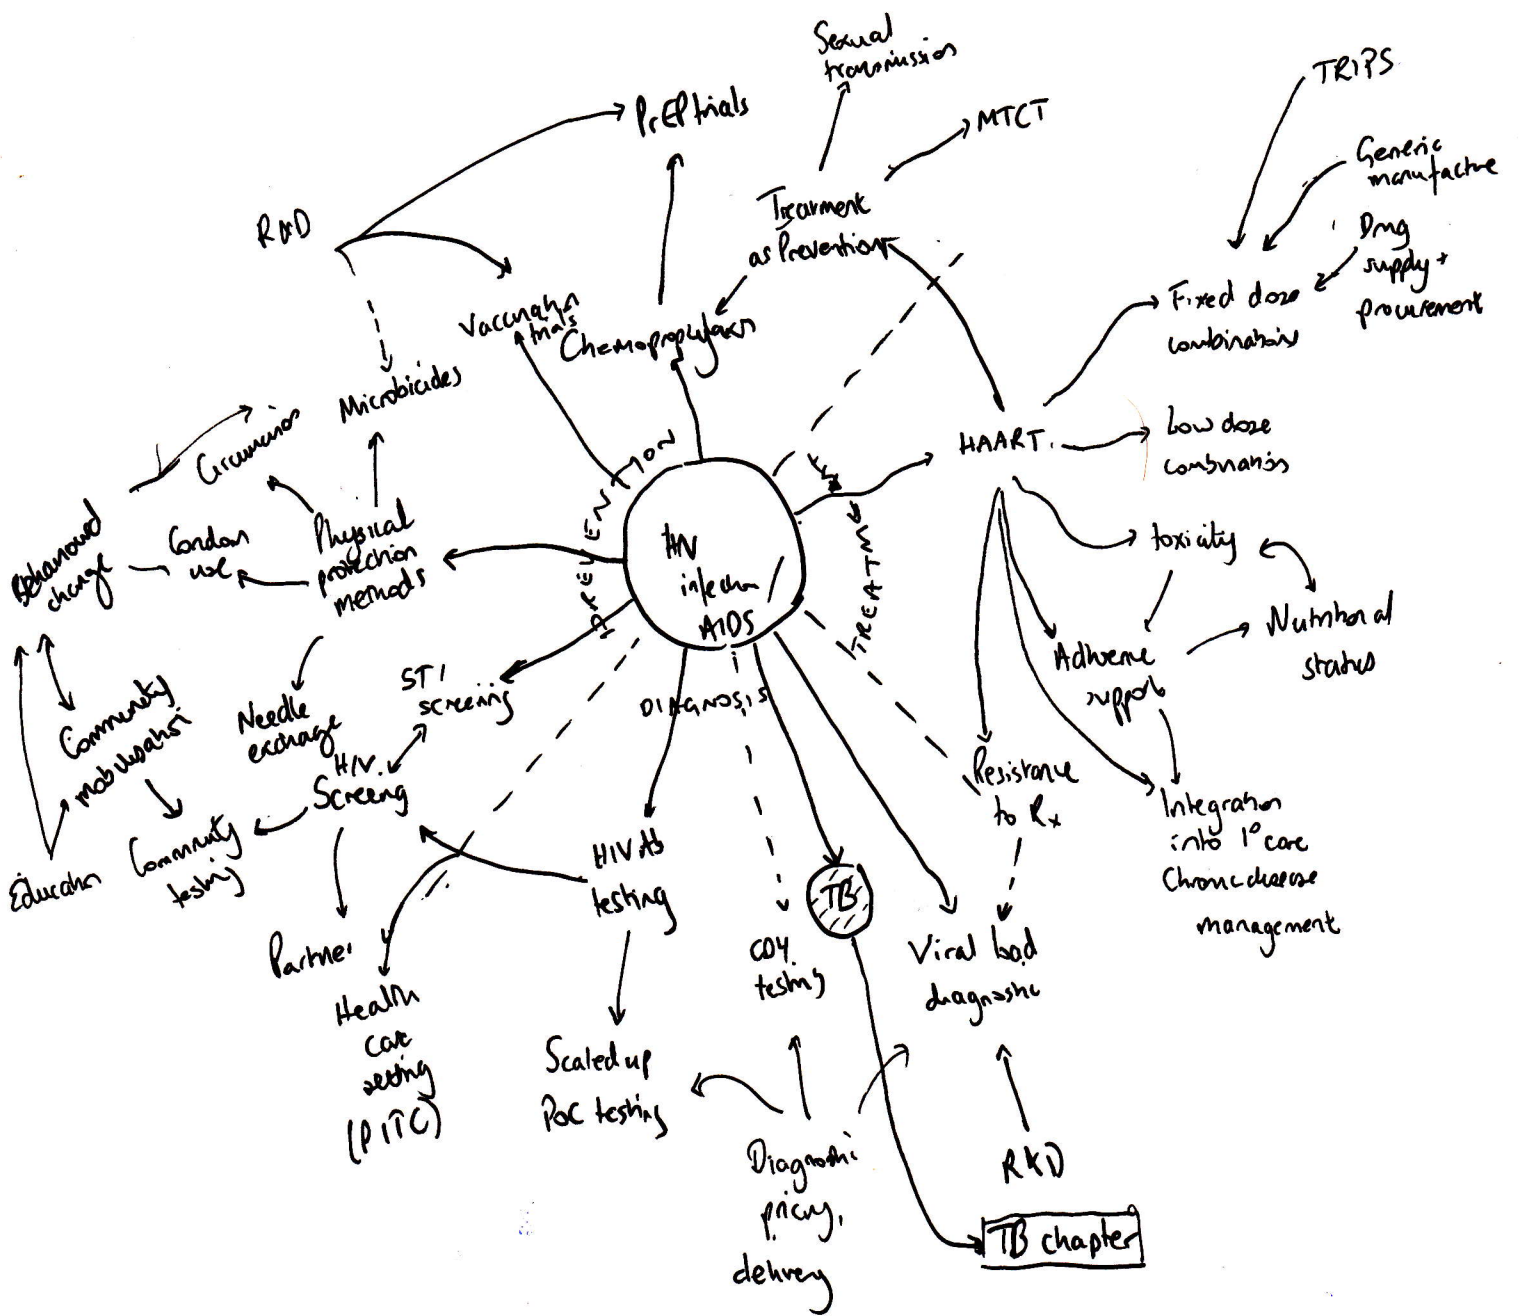 Sexual
transmission
TRIPS
PrEP trials
MTCT
Generic
manufacture
Treatment
as Prevention
R&D
Drug
supply +
procurement
Vaccination
trials
Chemoprophylaxis
Fixed dose
combinations
Microbicides
Circumcision
HAART.
Low dose
combinations
PREVENTION
Behavioural
change
Condom
use
Physical
protection
methods
HIV
infection /
AIDS
TREATMENT
toxicity
Nutritional
status
Adherence
support
STI
screening
DIAGNOSIS
Community
mobilisation
Needle
exchange
HIV.
Screening
Resistance
to Rx
Integration
into 1° care
Chronic disease
management
Education
Community
testing
HIV Ab
testing
TB
Partner
CD4
testing
Viral load
diagnostic
Health
care
setting
(PITC)
Scaled up
PoC testing
Diagnostic
pricing,
delivery
R&D
TB chapter